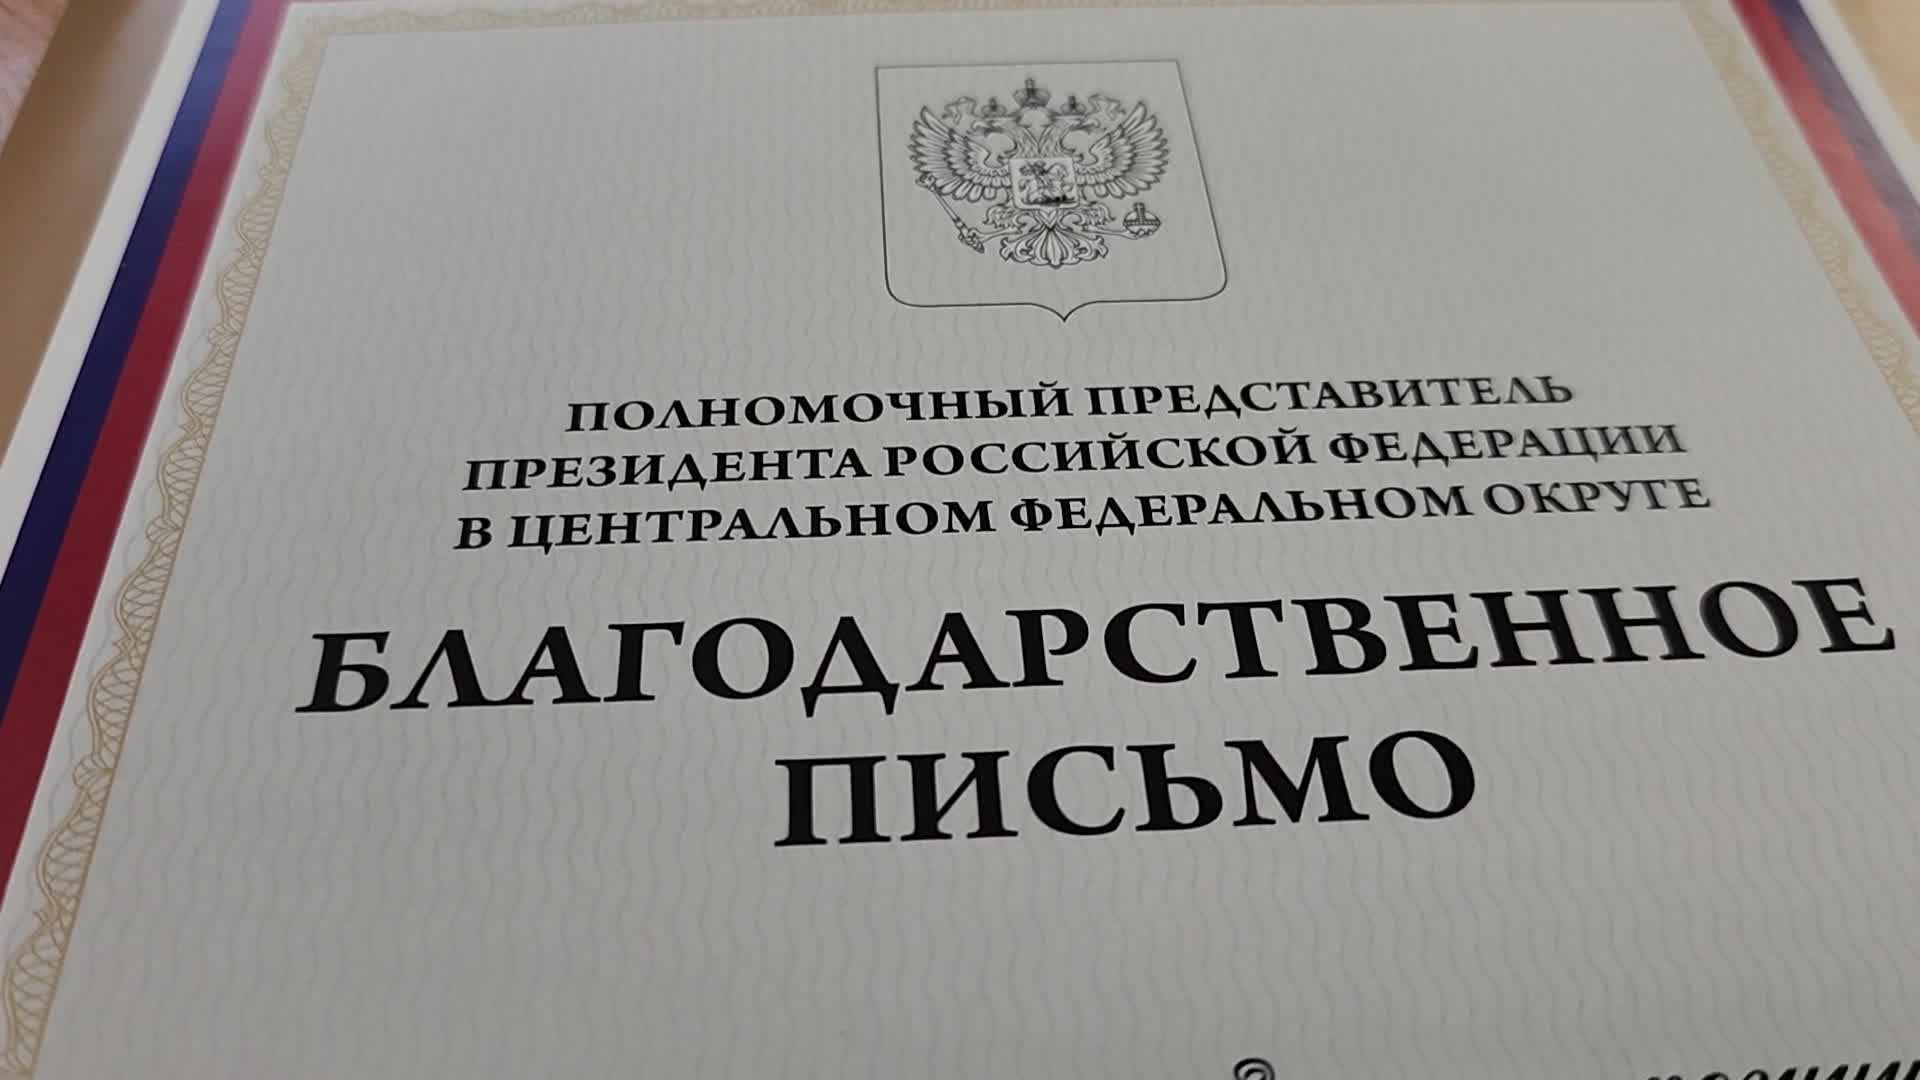 ПОЛНОМОЧНЫЙ ПРЕДСТАВИТЕЛЬ
ПРЕЗИДЕНТА РОССИЙСКОЙ ФЕДЕРАЦИИ
В ЦЕНТРАЛЬНОМ ФЕДЕРАЛЬНОМ ОКРУГЕ
БЛАГОДАРСТВЕННОЕ
ПИСЬМО